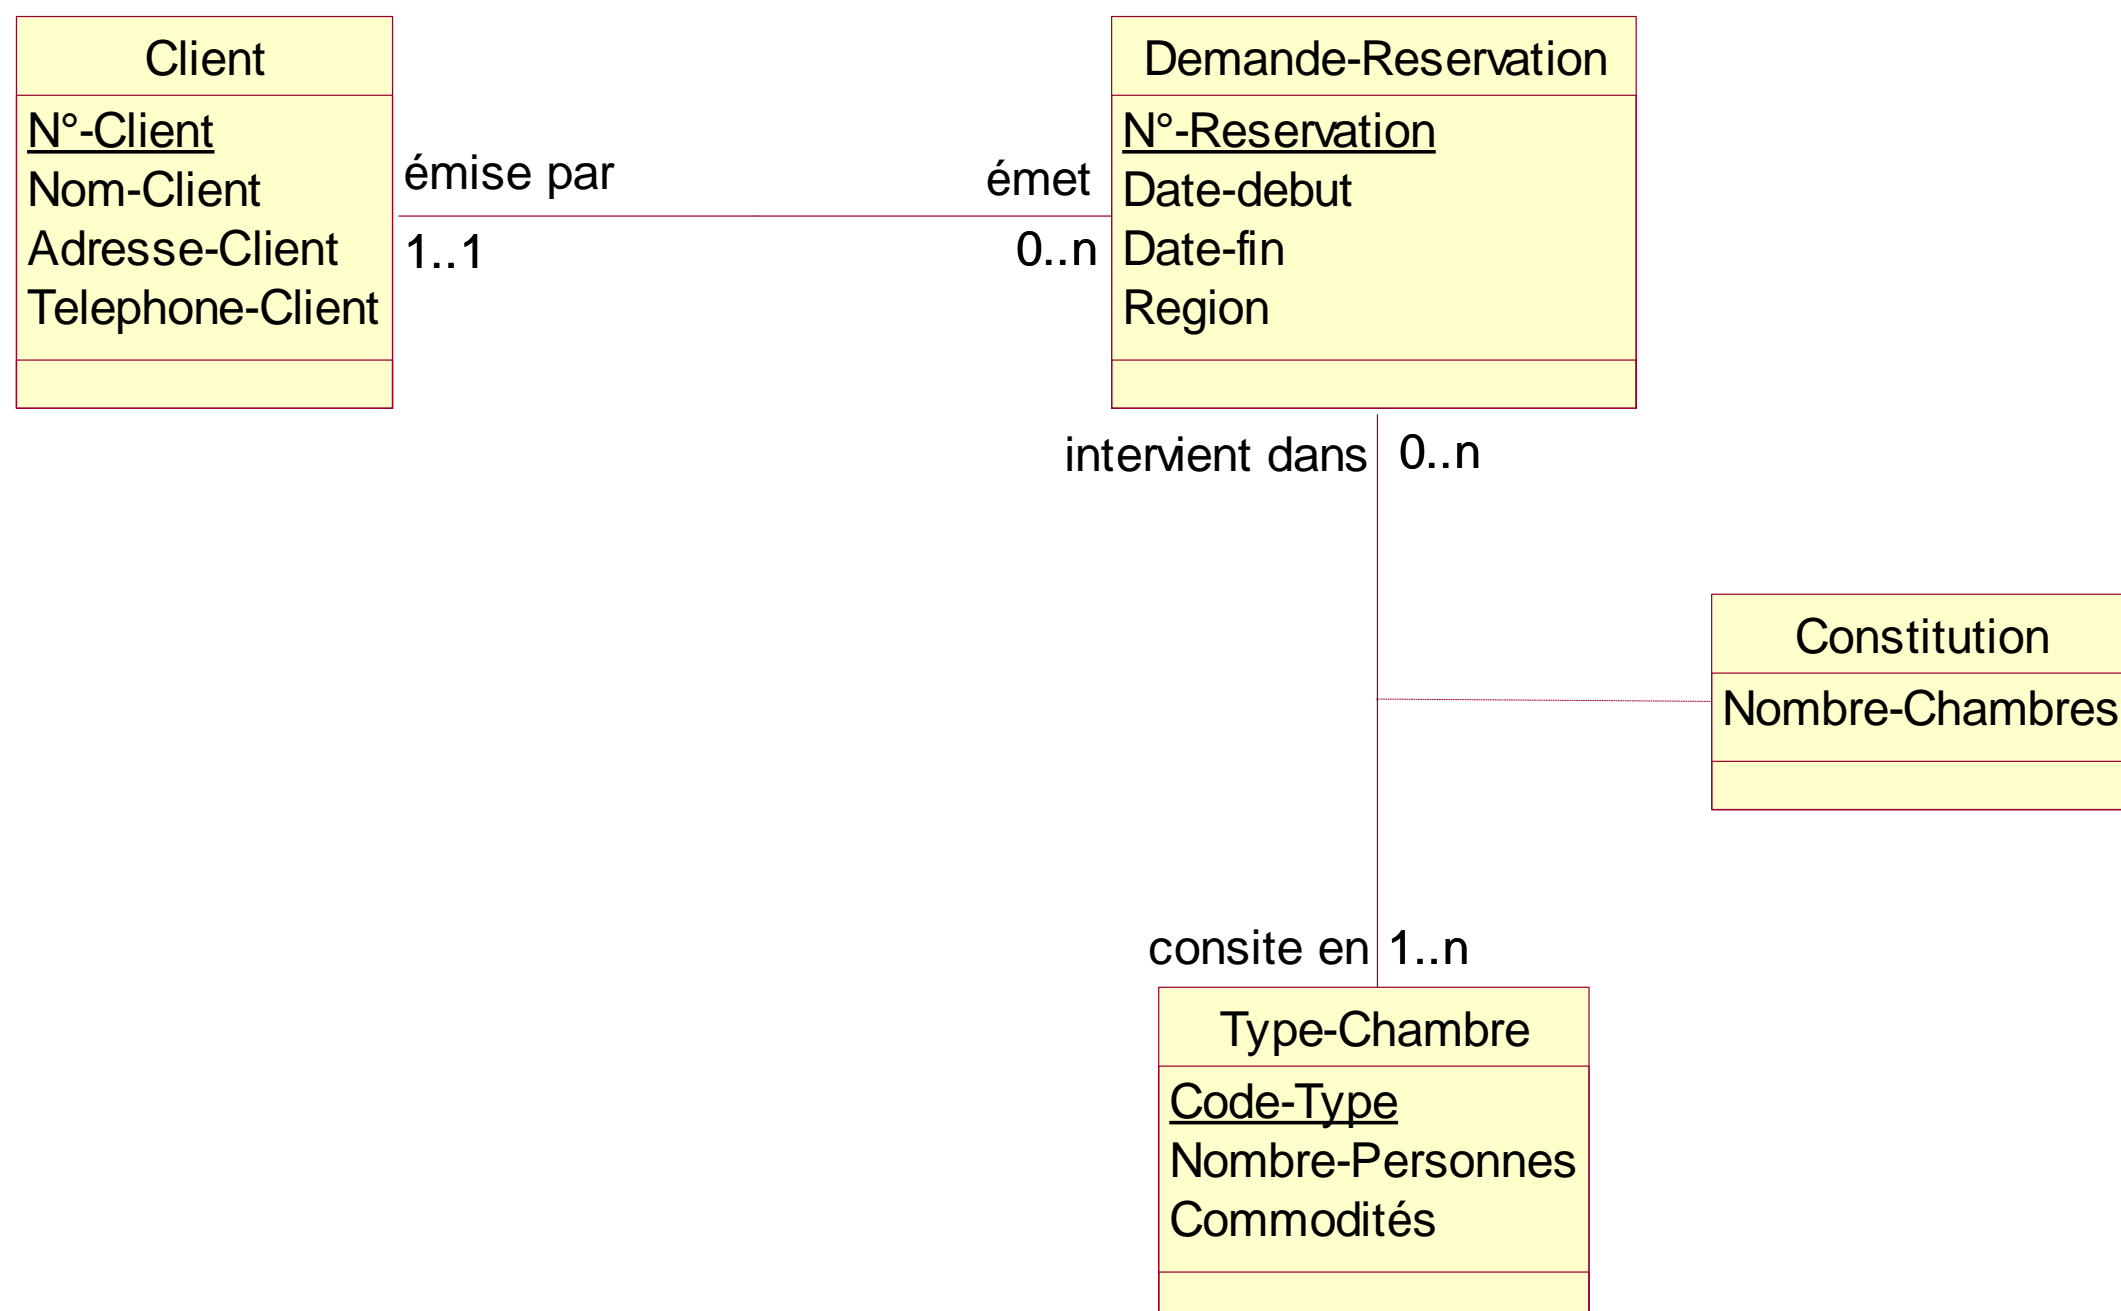 Client
N°-Client
Nom-Client
Adresse-Client
Telephone-Client
émise par
1..1
émet
0..n
Demande-Reservation
N°-Reservation
Date-debut
Date-fin
Region
intervient dans
0..n
Constitution
Nombre-Chambres
consite en
1..n
Type-Chambre
Code-Type
Nombre-Personnes
Commodités